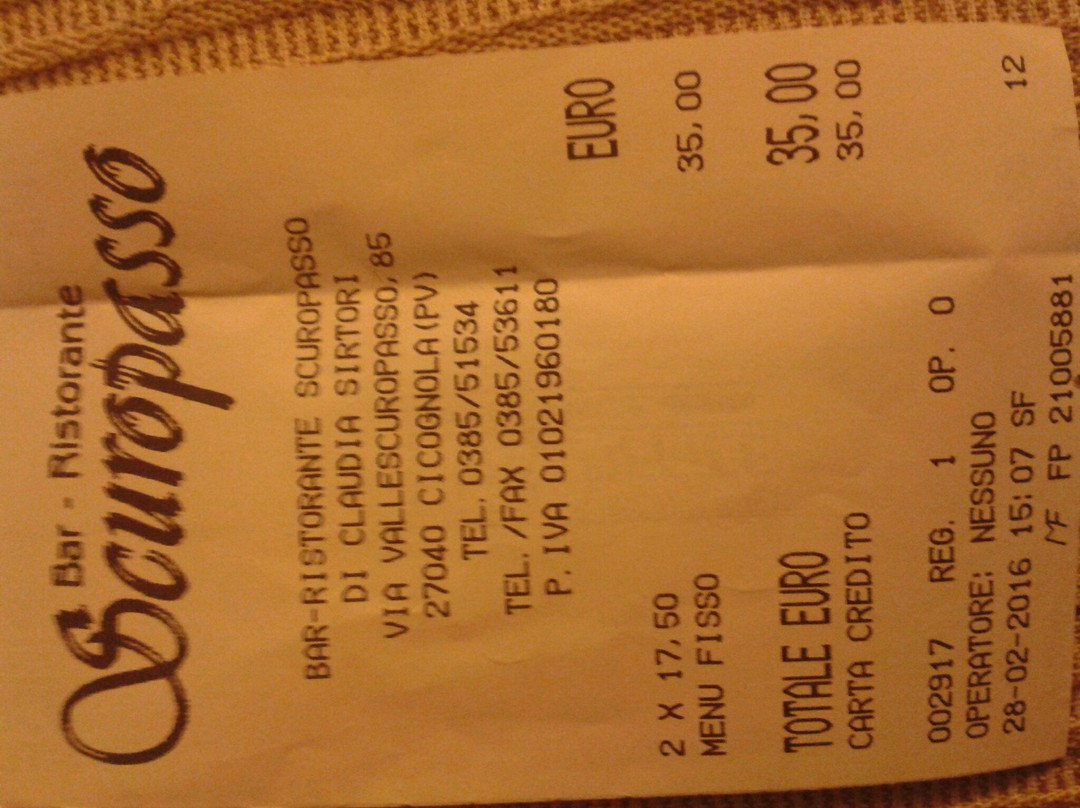 Bar - Ristorante
Scuropasso
BAR-RISTORANTE SCUROPASSO
DI CLAUDIA SIRTORI
VIA VALLESCUROPASSO, 85
27040 CICOGNOLA(PV)
TEL. 0385/51534
TEL. /FAX 0385/53611
P. IVA 01021960180
EURO
2 X 17,50
MENU FISSO 35,00
TOTALE EURO 35,00
CARTA CREDITO 35,00
002917 REG. 1 OP. 0
OPERATORE: NESSUNO
28-02-2016 15:07 SF 12
MF FP 21005881